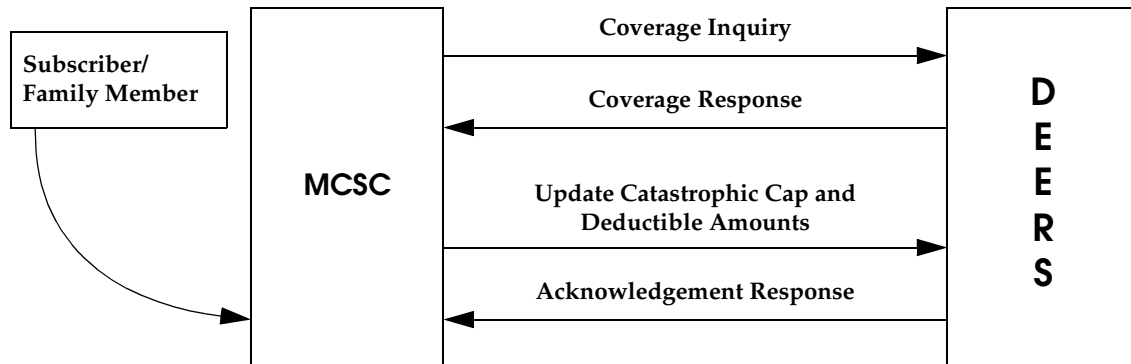 Subscriber/
Family Member
MCSC
Coverage Inquiry
Coverage Response
Update Catastrophic Cap and
Deductible Amounts
Acknowledgement Response
D
E
E
R
S